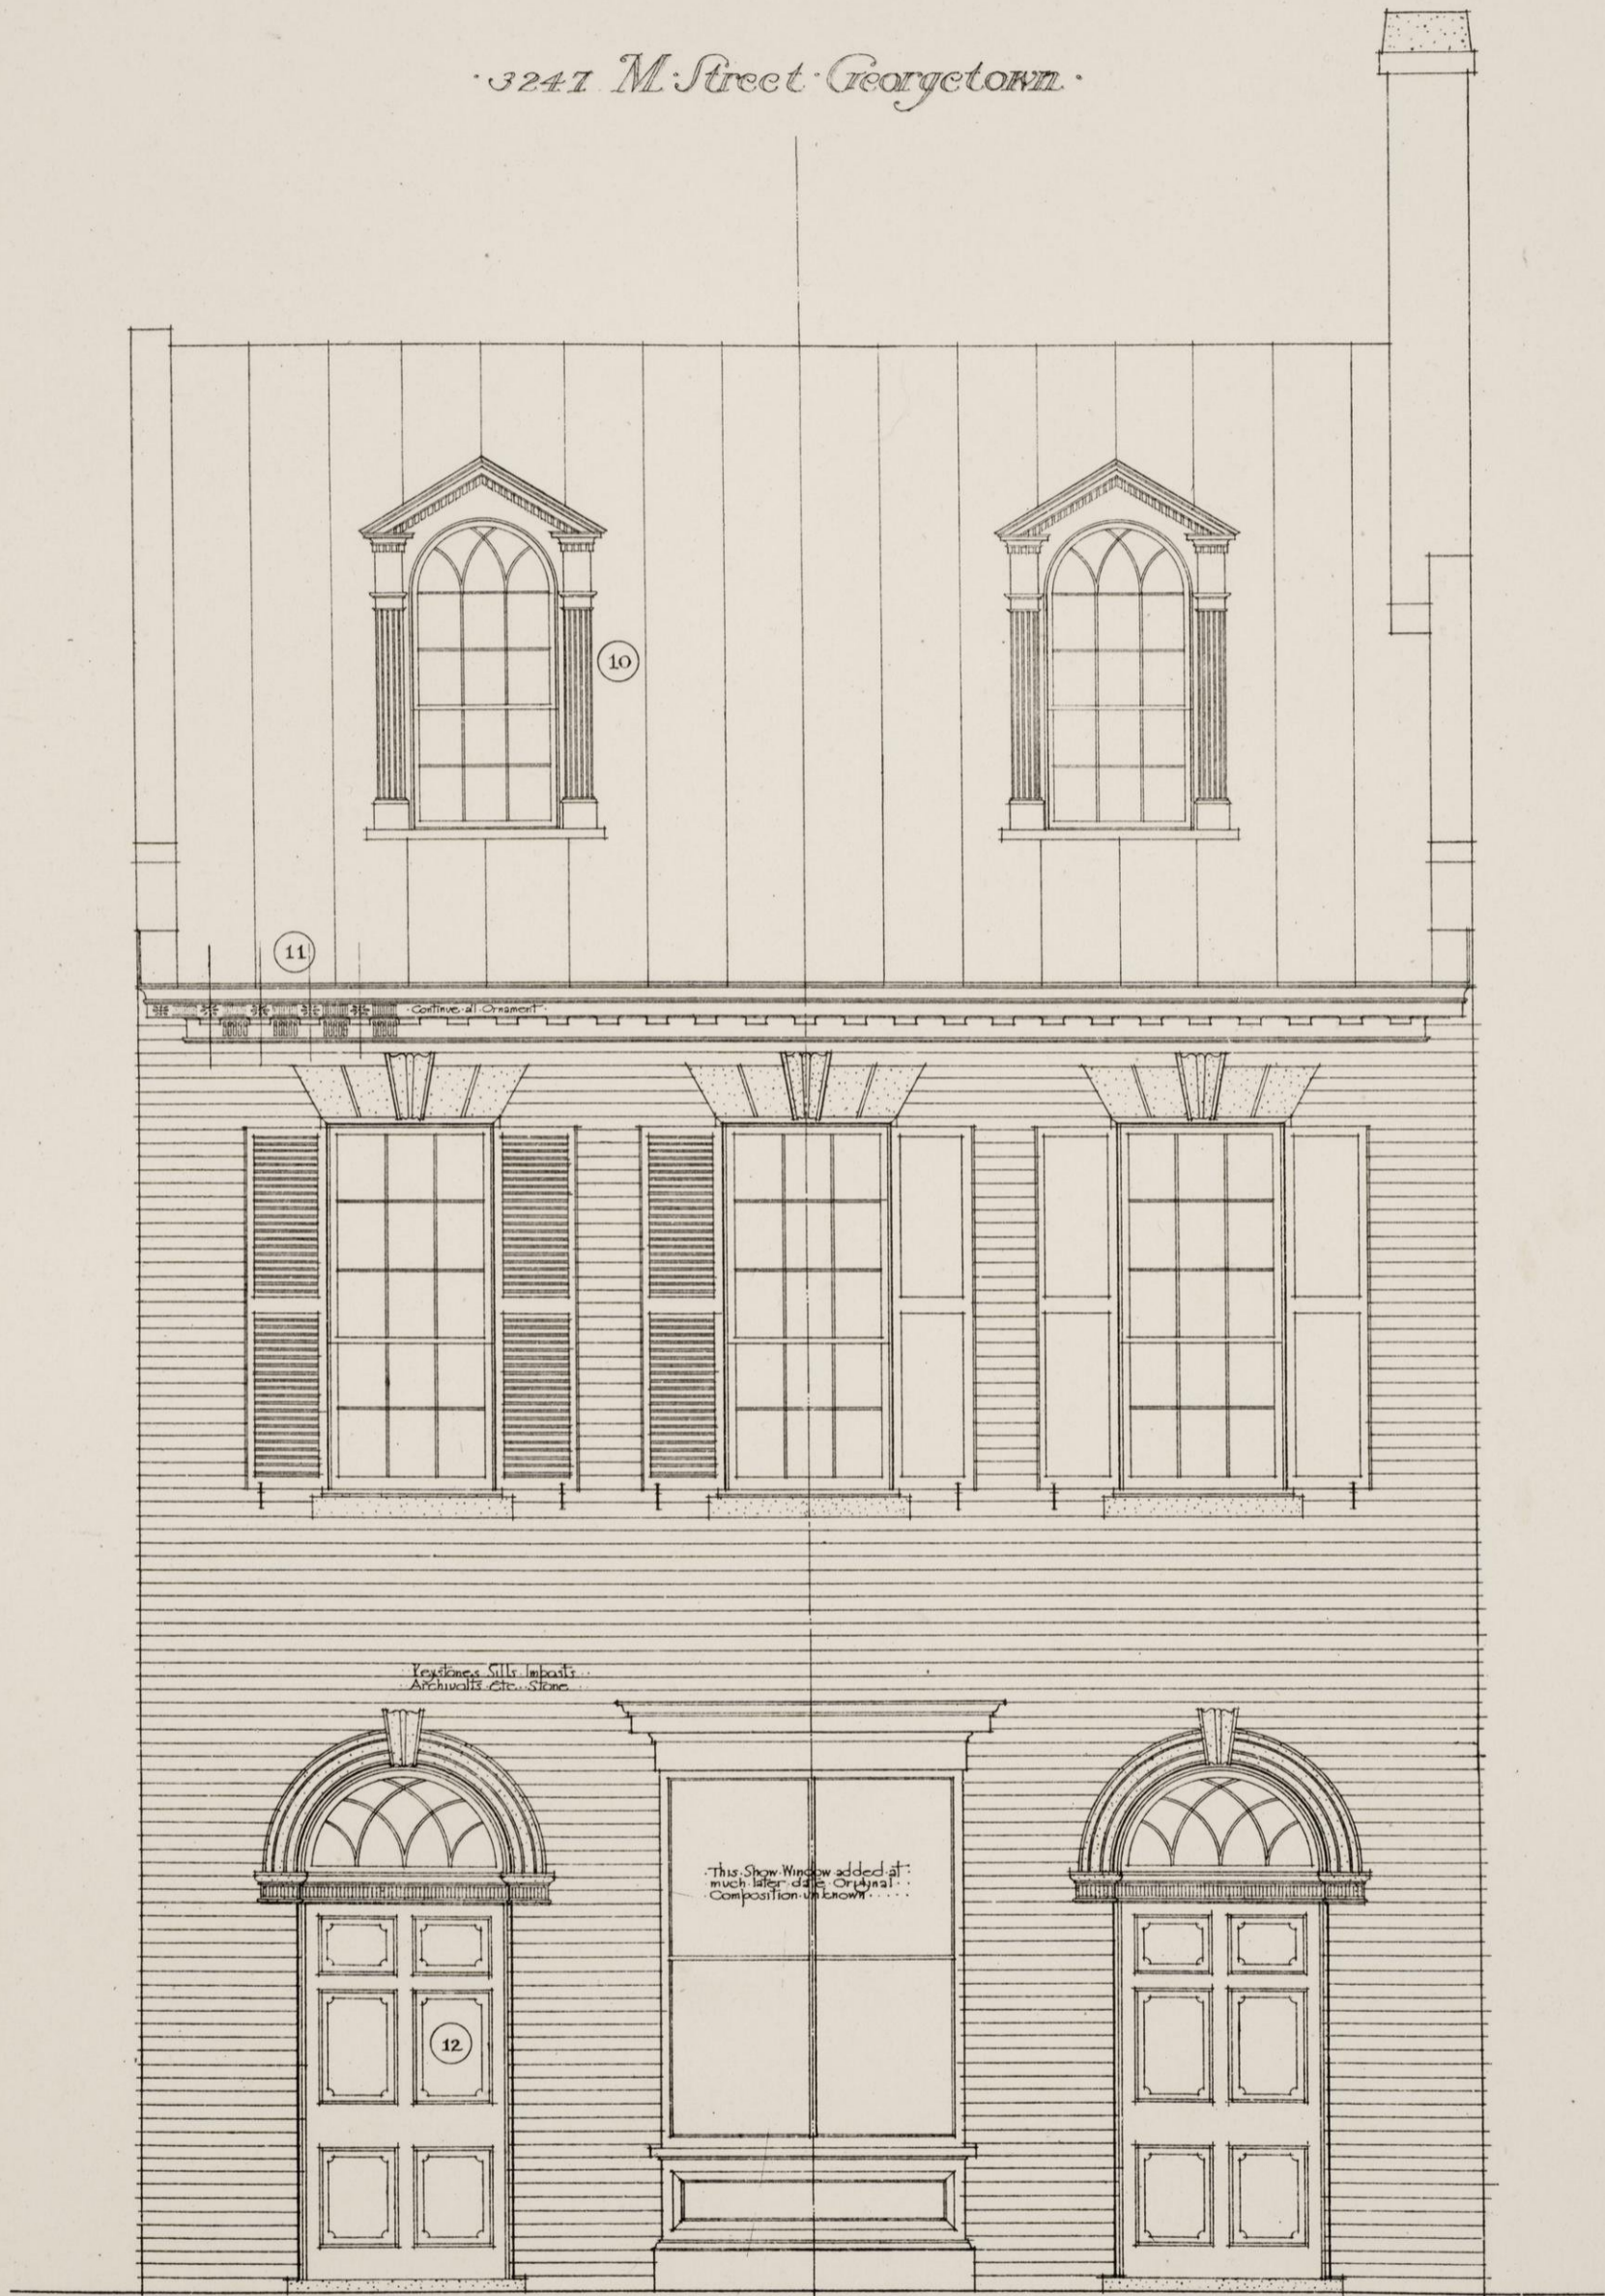 ·3247 M·Street·Georgetown·
10
11
·Continue·all·Ornament·
·Keystones·Sills·Imposts··
·Archivolts·etc··Stone··
12
·This·Show·Window·added·at·
much·later·date·Original··
·Composition·unknown·····